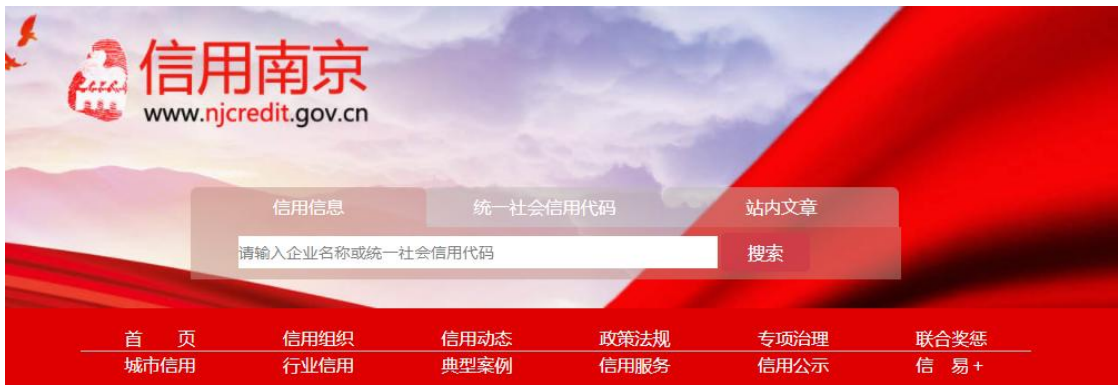 信用南京
www.njcredit.gov.cn
信用信息 统一社会信用代码 站内文章
请输入企业名称或统一社会信用代码 搜索
首 页 信用组织 信用动态 政策法规 专项治理 联合奖惩
城市信用 行业信用 典型案例 信用服务 信用公示 信 易+